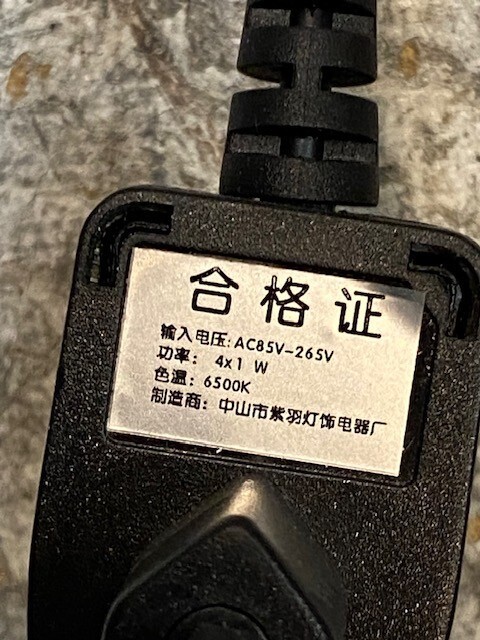 合格证
输入电压: AC85V-265V
功率: 4x1 W
色温: 6500K
制造商: 中山市紫羽灯饰电器厂